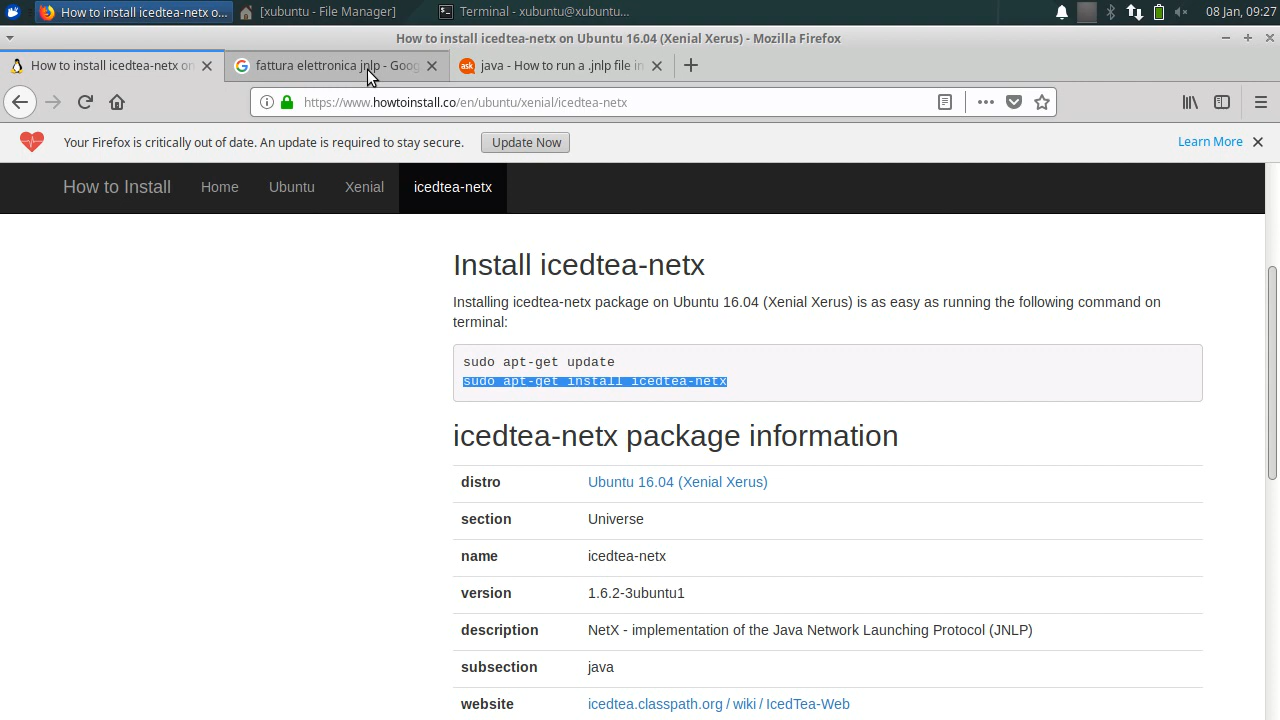 How to install icedtea-netx o...
[xubuntu - File Manager]
Terminal - xubuntu@xubuntu...
08 Jan, 09:27
How to install icedtea-netx on Ubuntu 16.04 (Xenial Xerus) - Mozilla Firefox
How to install icedtea-netx on
fattura elettronica jnlp - Goog
ask
java - How to run a .jnlp file in
https://www.howtoinstall.co/en/ubuntu/xenial/icedtea-netx
Your Firefox is critically out of date. An update is required to stay secure.
Update Now
Learn More
How to Install
Home
Ubuntu
Xenial
icedtea-netx
Install icedtea-netx
Installing icedtea-netx package on Ubuntu 16.04 (Xenial Xerus) is as easy as running the following command on
terminal:
sudo apt-get update
sudo apt-get install icedtea-netx
icedtea-netx package information
distro Ubuntu 16.04 (Xenial Xerus)
section Universe
name icedtea-netx
version 1.6.2-3ubuntu1
description NetX - implementation of the Java Network Launching Protocol (JNLP)
subsection java
website icedtea.classpath.org / wiki / IcedTea-Web